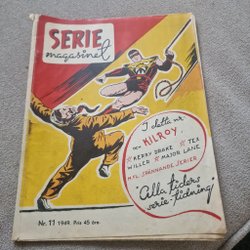 SERIE
magasinet
I detta nr:
KILROY
☆ KERRY DRAKE ☆ TEX
WILLER ☆ MAJOR LANE
M.FL. SPÄNNANDE SERIER
"Alla tiders
serie-tidning!"
Nr. 11 1949. Pris 45 öre.